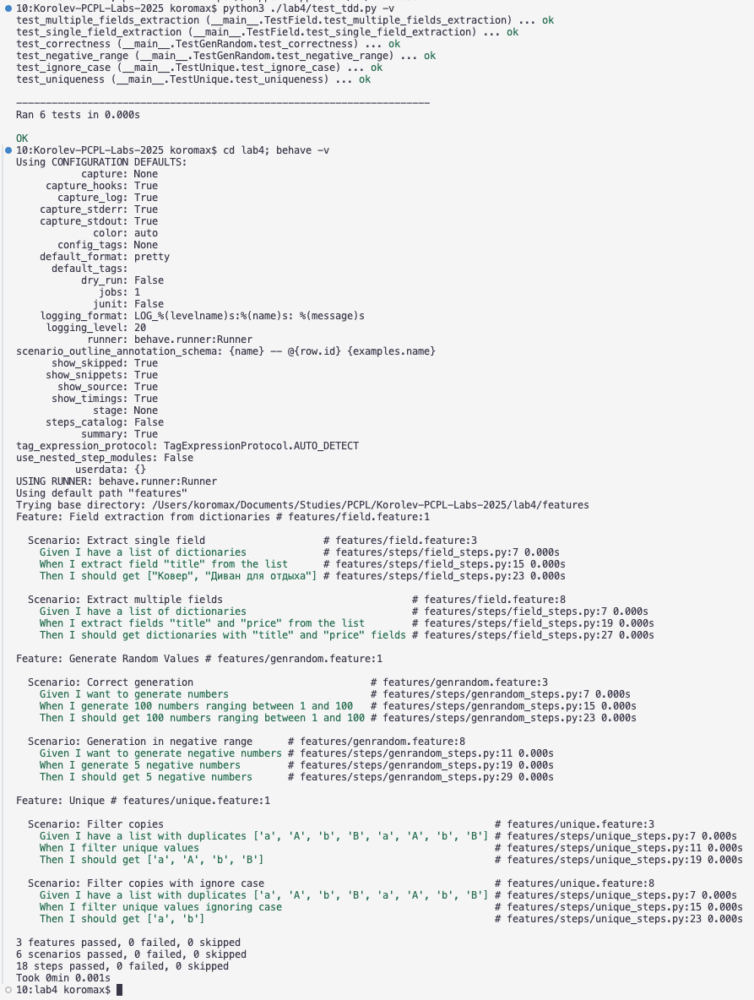 10:Korolev-PCPL-Labs-2025 koromax$ python3 ./lab4/test_tdd.py -v
test_multiple_fields_extraction (__main__.TestField.test_multiple_fields_extraction) ... ok
test_single_field_extraction (__main__.TestField.test_single_field_extraction) ... ok
test_correctness (__main__.TestGenRandom.test_correctness) ... ok
test_negative_range (__main__.TestGenRandom.test_negative_range) ... ok
test_ignore_case (__main__.TestUnique.test_ignore_case) ... ok
test_uniqueness (__main__.TestUnique.test_uniqueness) ... ok
----------------------------------------------------------------------
Ran 6 tests in 0.000s
OK
10:Korolev-PCPL-Labs-2025 koromax$ cd lab4; behave -v
Using CONFIGURATION DEFAULTS:
capture: None
capture_hooks: True
capture_log: True
capture_stderr: True
capture_stdout: True
color: auto
config_tags: None
default_format: pretty
default_tags:
dry_run: False
jobs: 1
junit: False
logging_format: LOG_%(levelname)s:%(name)s: %(message)s
logging_level: 20
runner: behave.runner:Runner
scenario_outline_annotation_schema: {name} -- @{row.id} {examples.name}
show_skipped: True
show_snippets: True
show_source: True
show_timings: True
stage: None
steps_catalog: False
summary: True
tag_expression_protocol: TagExpressionProtocol.AUTO_DETECT
use_nested_step_modules: False
userdata: {}
USING RUNNER: behave.runner:Runner
Using default path "features"
Trying base directory: /Users/koromax/Documents/Studies/PCPL/Korolev-PCPL-Labs-2025/lab4/features
Feature: Field extraction from dictionaries # features/field.feature:1
Scenario: Extract single field # features/field.feature:3
Given I have a list of dictionaries # features/steps/field_steps.py:7 0.000s
When I extract field "title" from the list # features/steps/field_steps.py:15 0.000s
Then I should get ["Ковер", "Диван для отдыха"] # features/steps/field_steps.py:23 0.000s
Scenario: Extract multiple fields # features/field.feature:8
Given I have a list of dictionaries # features/steps/field_steps.py:7 0.000s
When I extract fields "title" and "price" from the list # features/steps/field_steps.py:19 0.000s
Then I should get dictionaries with "title" and "price" fields # features/steps/field_steps.py:27 0.000s
Feature: Generate Random Values # features/genrandom.feature:1
Scenario: Correct generation # features/genrandom.feature:3
Given I want to generate numbers # features/steps/genrandom_steps.py:7 0.000s
When I generate 100 numbers ranging between 1 and 100 # features/steps/genrandom_steps.py:15 0.000s
Then I should get 100 numbers ranging between 1 and 100 # features/steps/genrandom_steps.py:23 0.000s
Scenario: Generation in negative range # features/genrandom.feature:8
Given I want to generate negative numbers # features/steps/genrandom_steps.py:11 0.000s
When I generate 5 negative numbers # features/steps/genrandom_steps.py:19 0.000s
Then I should get 5 negative numbers # features/steps/genrandom_steps.py:29 0.000s
Feature: Unique # features/unique.feature:1
Scenario: Filter copies # features/unique.feature:3
Given I have a list with duplicates ['a', 'A', 'b', 'B', 'a', 'A', 'b', 'B'] # features/steps/unique_steps.py:7 0.000s
When I filter unique values # features/steps/unique_steps.py:11 0.000s
Then I should get ['a', 'A', 'b', 'B'] # features/steps/unique_steps.py:19 0.000s
Scenario: Filter copies with ignore case # features/unique.feature:8
Given I have a list with duplicates ['a', 'A', 'b', 'B', 'a', 'A', 'b', 'B'] # features/steps/unique_steps.py:7 0.000s
When I filter unique values ignoring case # features/steps/unique_steps.py:15 0.000s
Then I should get ['a', 'b'] # features/steps/unique_steps.py:23 0.000s
3 features passed, 0 failed, 0 skipped
6 scenarios passed, 0 failed, 0 skipped
18 steps passed, 0 failed, 0 skipped
Took 0min 0.001s
10:lab4 koromax$